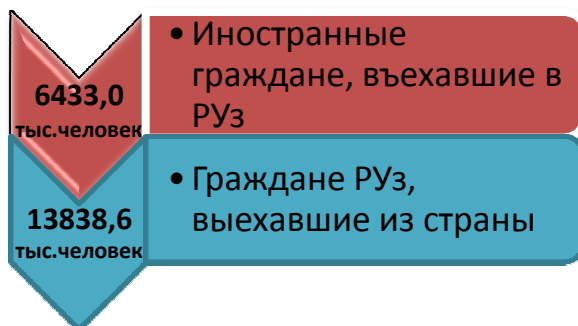 6433,0
тыс.человек
• Иностранные
граждане, въехавшие в
РУз
13838,6
тыс.человек
• Граждане РУз,
выехавшие из страны